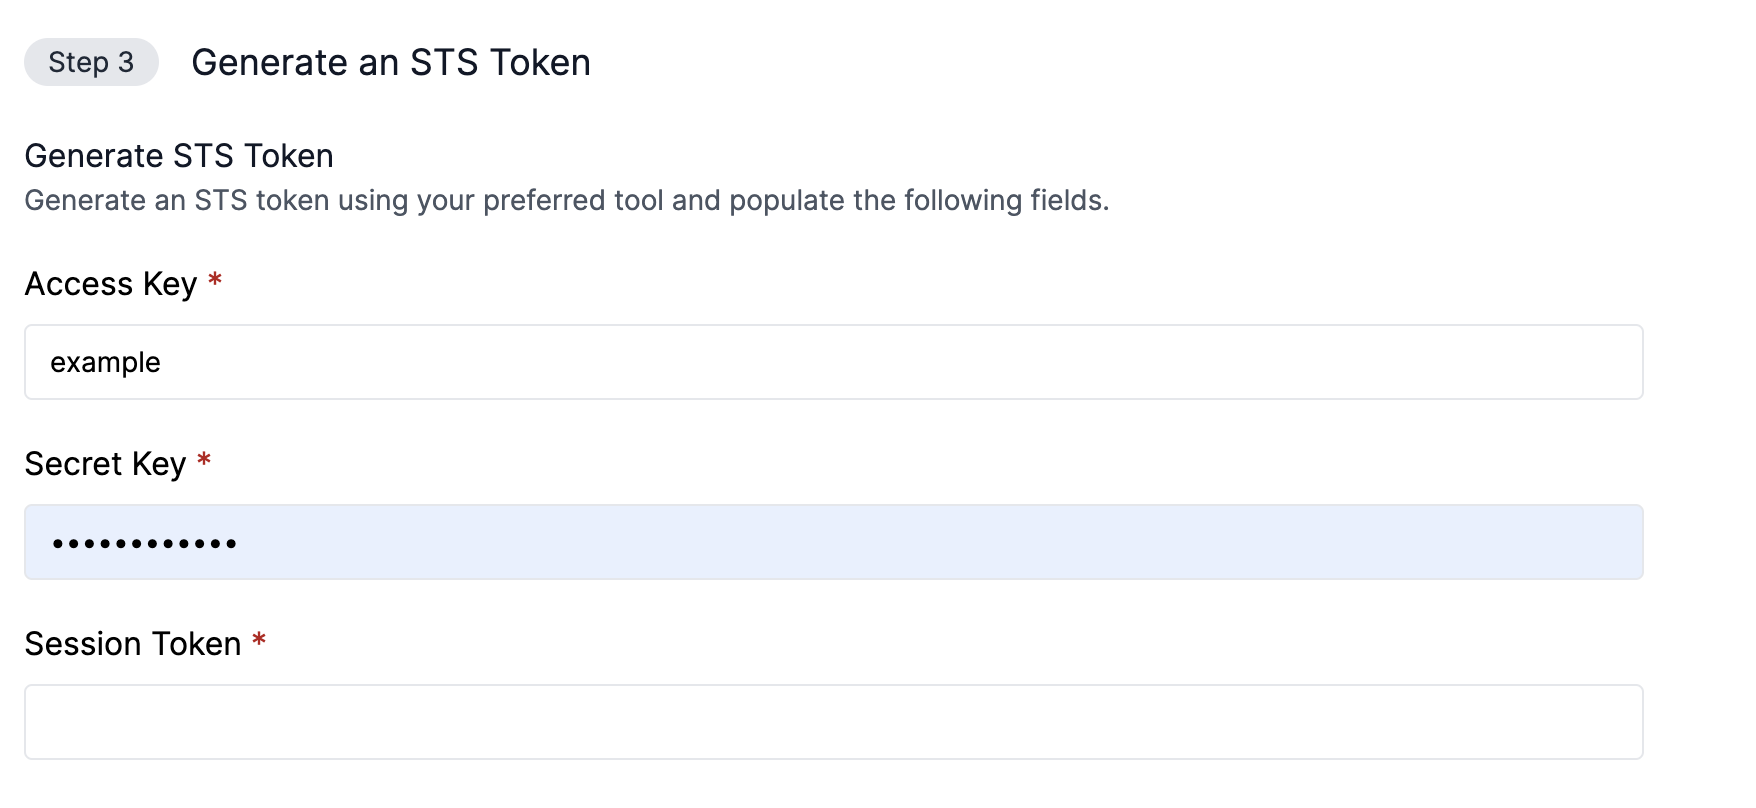 Step 3 Generate an STS Token
Generate STS Token
Generate an STS token using your preferred tool and populate the following fields.
Access Key *
example
Secret Key *
••••••••••••
Session Token *